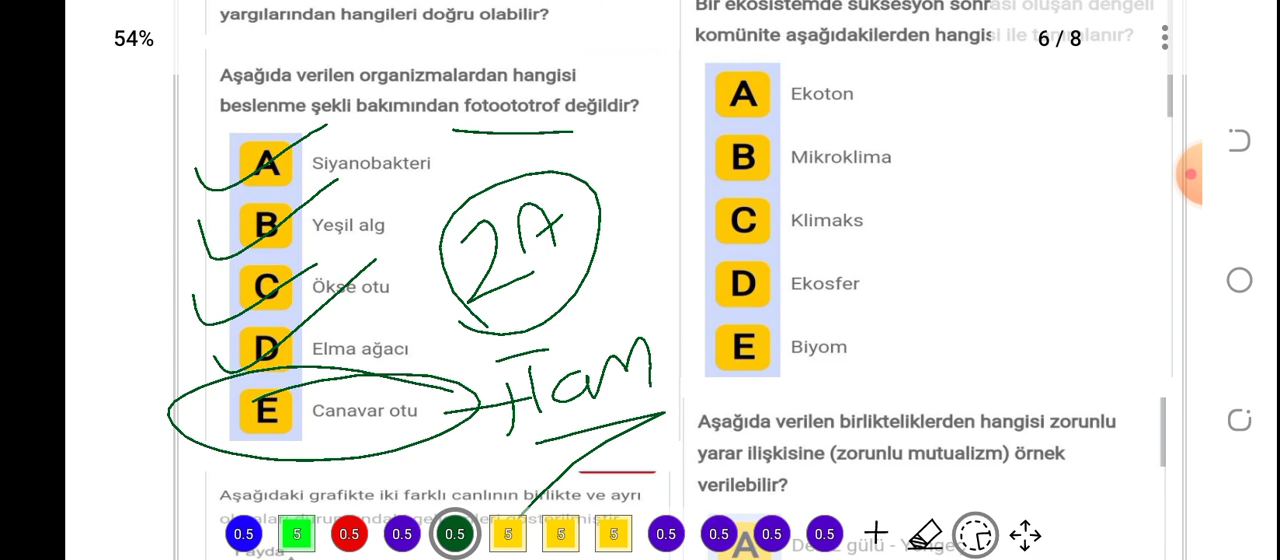 yargılarından hangileri doğru olabilir?
54%
Aşağıda verilen organizmalardan hangisi
beslenme şekli bakımından fotoototrof değildir?
A Siyanobakteri
B Yeşil alg
C Ökse otu
D Elma ağacı
E Canavar otu
Tam
Aşağıdaki grafikte iki farklı canlının birlikte ve ayrı
Bir ekosistemde süksesyon sonrası oluşan dengeli
komünite aşağıdakilerden hangisi ile tanımlanır?
6 / 8
A Ekoton
B Mikroklima
C Klimaks
D Ekosfer
E Biyom
Aşağıda verilen birlikteliklerden hangisi zorunlu
yarar ilişkisine (zorunlu mutualizm) örnek
verilebilir?
A
0.5 5 0.5 0.5 0.5 5 5 5 0.5 0.5 0.5 0.5